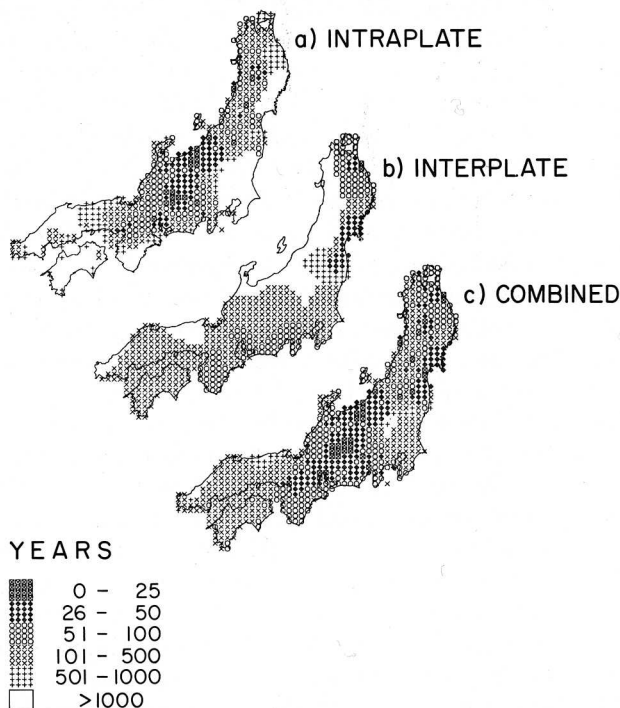 a) INTRAPLATE
b) INTERPLATE
c) COMBINED
YEARS
0 - 25
26 - 50
51 - 100
101 - 500
501 - 1000
>1000